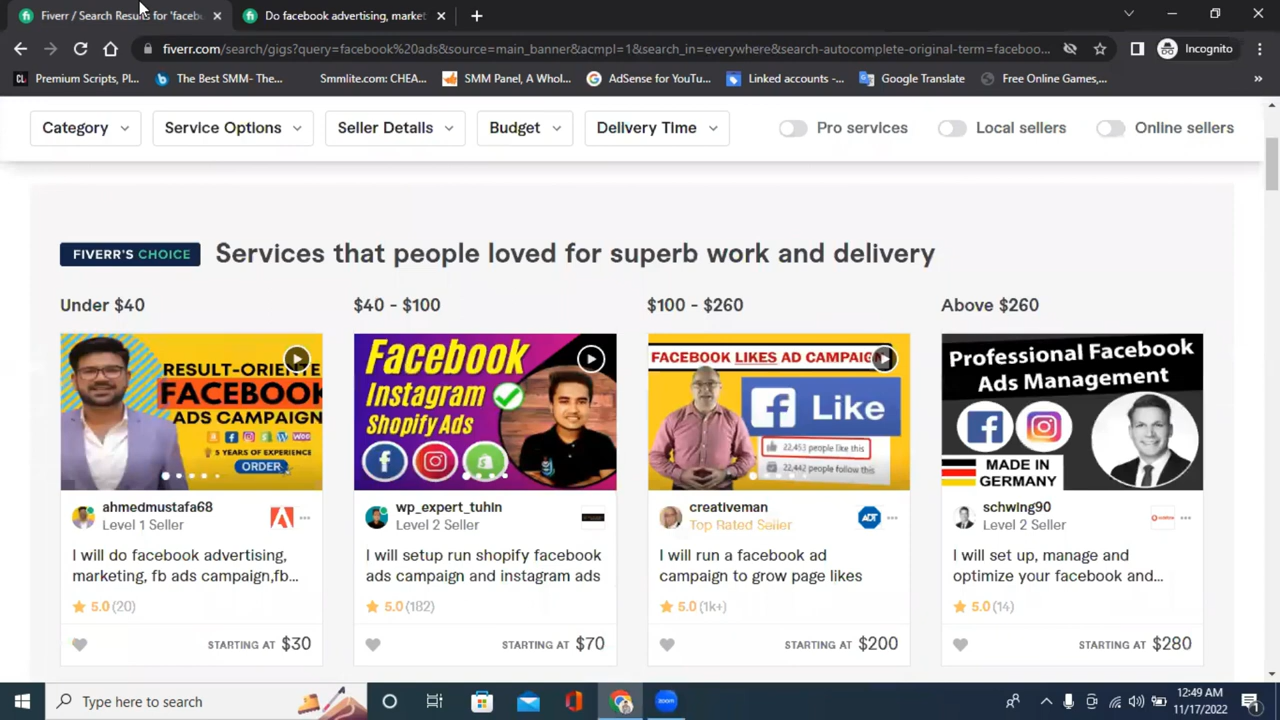 Fiverr / Search Results for 'faceb
Do facebook advertising, market
fiverr.com/search/gigs?query=facebook%20ads&source=main_banner&acmpl=1&search_in=everywhere&search-autocomplete-original-term=faceboo...
Incognito
Premium Scripts, Pl...
The Best SMM- The...
Smmlite.com: CHEA...
SMM Panel, A Whol...
AdSense for YouTu...
Linked accounts -...
Google Translate
Free Online Games,...
Category
Service Options
Seller Details
Budget
Delivery Time
Pro services
Local sellers
Online sellers
FIVERR'S CHOICE
Services that people loved for superb work and delivery
Under $40
$40 - $100
$100 - $260
Above $260
RESULT-ORIENTE
FACEBOOK
ADS CAMPAIGN
5 YEARS OF EXPERIENCE
ORDER
Facebook
Instagram
Shopify Ads
FACEBOOK LIKES AD CAMPAIGN
Like
22,453 people like this
22,442 people follow this
Professional Facebook
Ads Management
MADE IN
GERMANY
ahmedmustafa68
Level 1 Seller
wp_expert_tuhin
Level 2 Seller
creativeman
Top Rated Seller
ADT
schwing90
Level 2 Seller
I will do facebook advertising,
marketing, fb ads campaign,fb...
I will setup run shopify facebook
ads campaign and instagram ads
I will run a facebook ad
campaign to grow page likes
I will set up, manage and
optimize your facebook and...
5.0 (20)
5.0 (182)
5.0 (1k+)
5.0 (14)
STARTING AT $30
STARTING AT $70
STARTING AT $200
STARTING AT $280
Type here to search
zoom
12:49 AM
11/17/2022